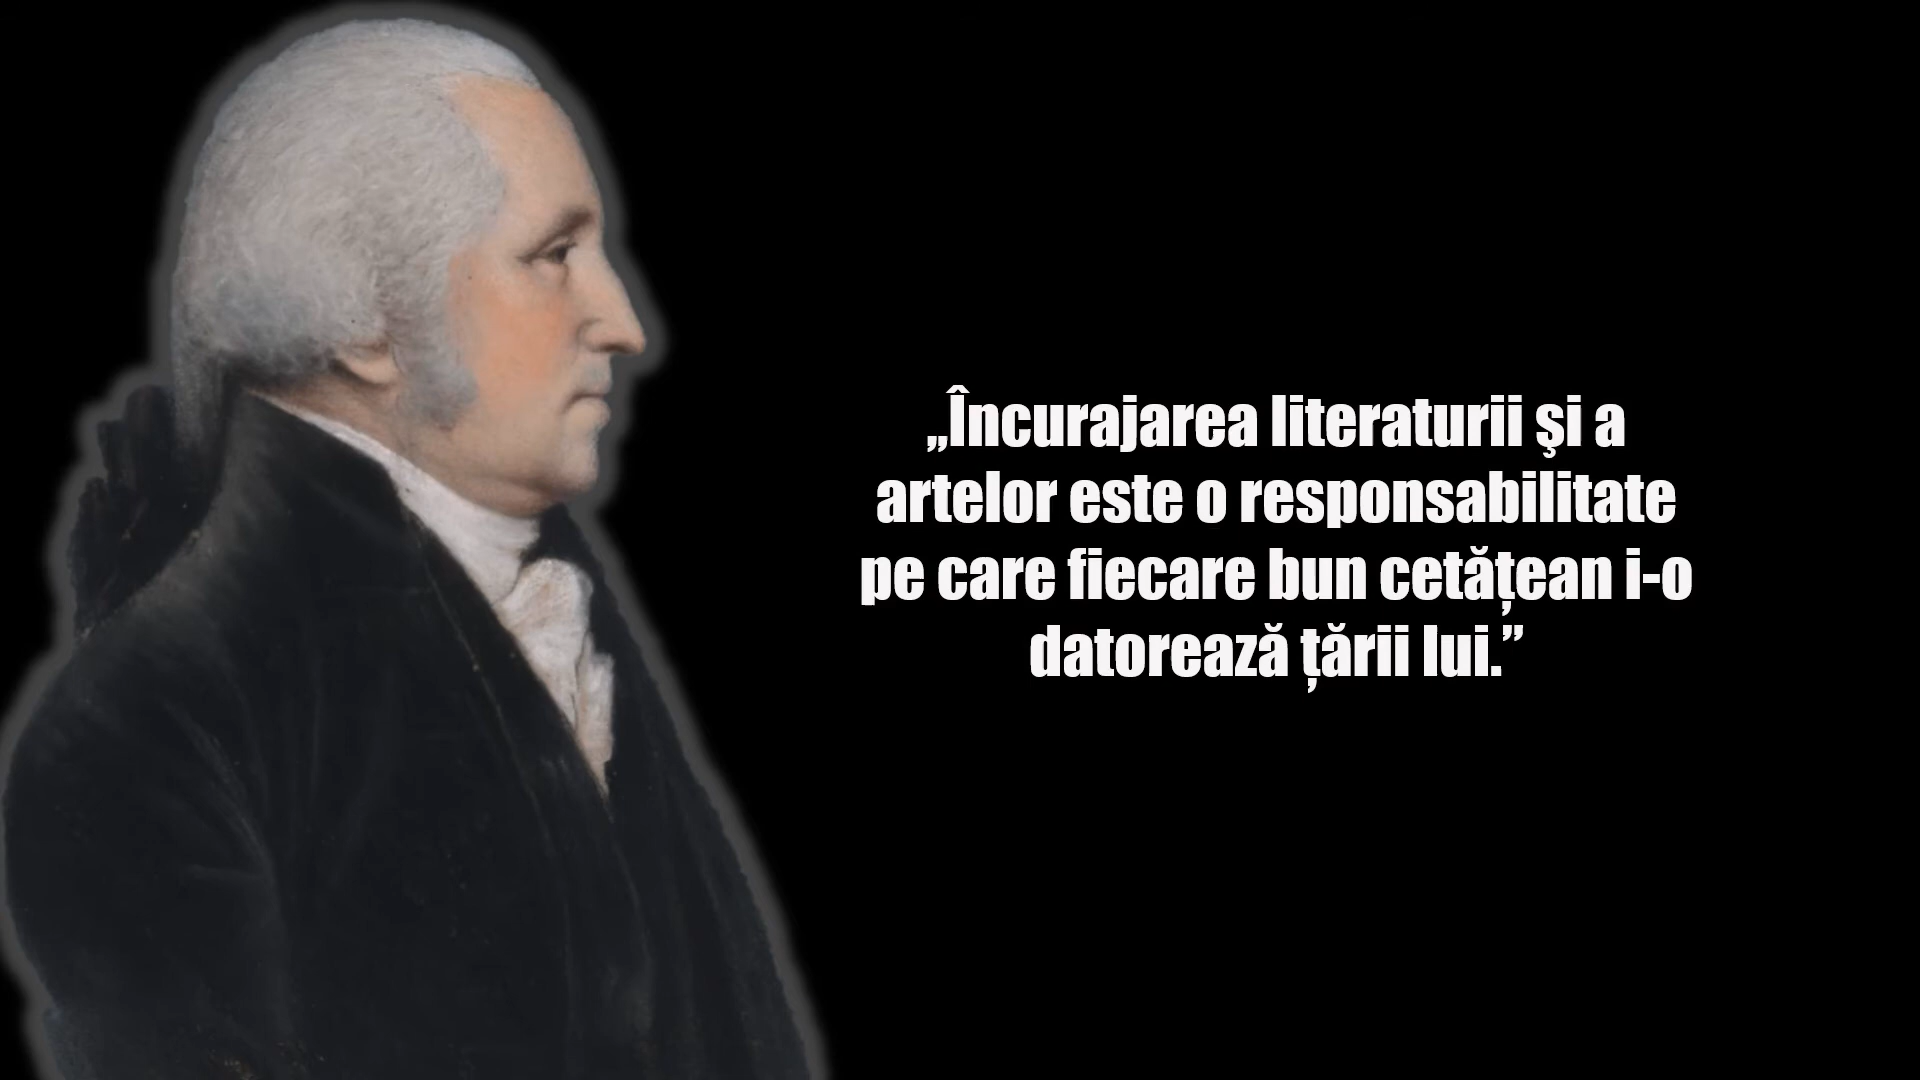 „Încurajarea literaturii şi a
artelor este o responsabilitate
pe care fiecare bun cetățean i-o
datorează țării lui.”